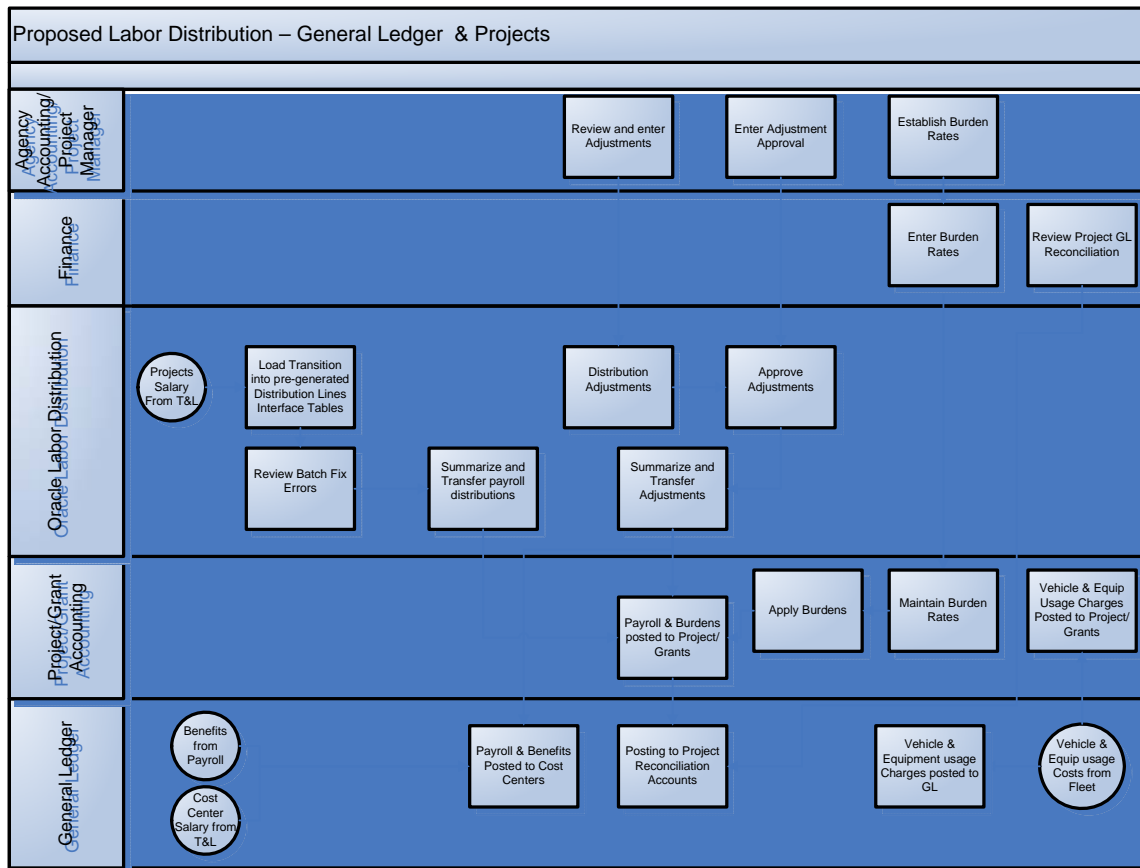 Proposed Labor Distribution – General Ledger & Projects
Agency
Accounting/
Project
Manager
Review and enter
Adjustments
Enter Adjustment
Approval
Establish Burden
Rates
Finance
Enter Burden
Rates
Review Project GL
Reconciliation
Oracle Labor Distribution
Projects
Salary
From T&L
Load Transition
into pre-generated
Distribution Lines
Interface Tables
Distribution
Adjustments
Approve
Adjustments
Review Batch Fix
Errors
Summarize and
Transfer payroll
distributions
Summarize and
Transfer
Adjustments
Project/Grant
Accounting
Payroll & Burdens
posted to Project/
Grants
Apply Burdens
Maintain Burden
Rates
Vehicle & Equip
Usage Charges
Posted to Project/
Grants
General Ledger
Benefits
from
Payroll
Cost
Center
Salary from
T&L
Payroll & Benefits
Posted to Cost
Centers
Posting to Project
Reconciliation
Accounts
Vehicle &
Equipment usage
Charges posted to
GL
Vehicle &
Equip usage
Costs from
Fleet